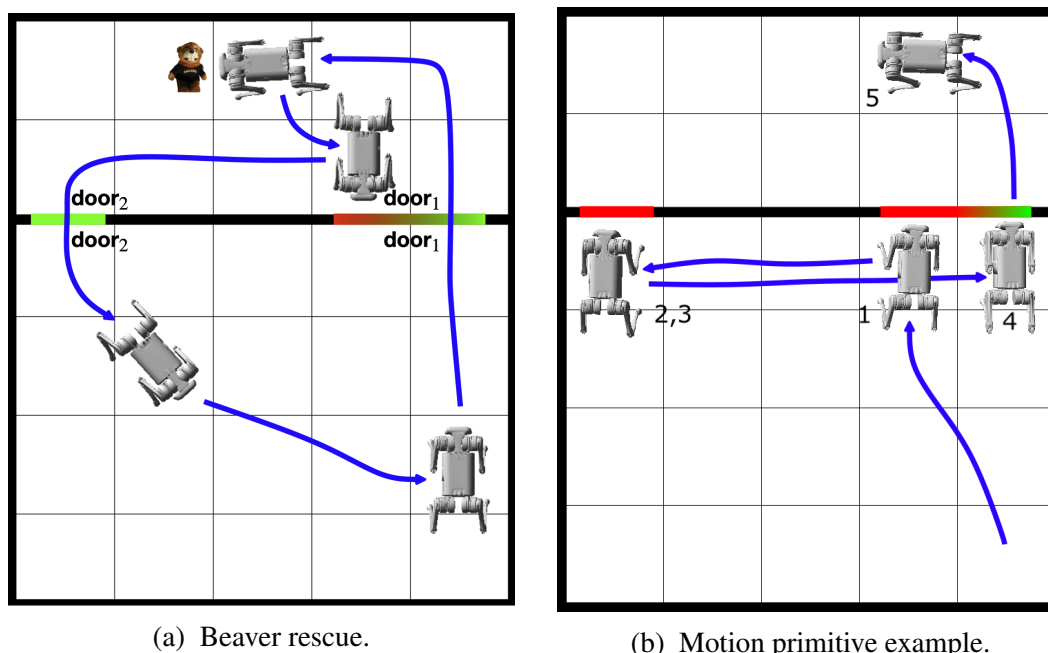 door₂
door₁
door₂
door₁
(a) Beaver rescue.
5
2,3
1
4
(b) Motion primitive example.